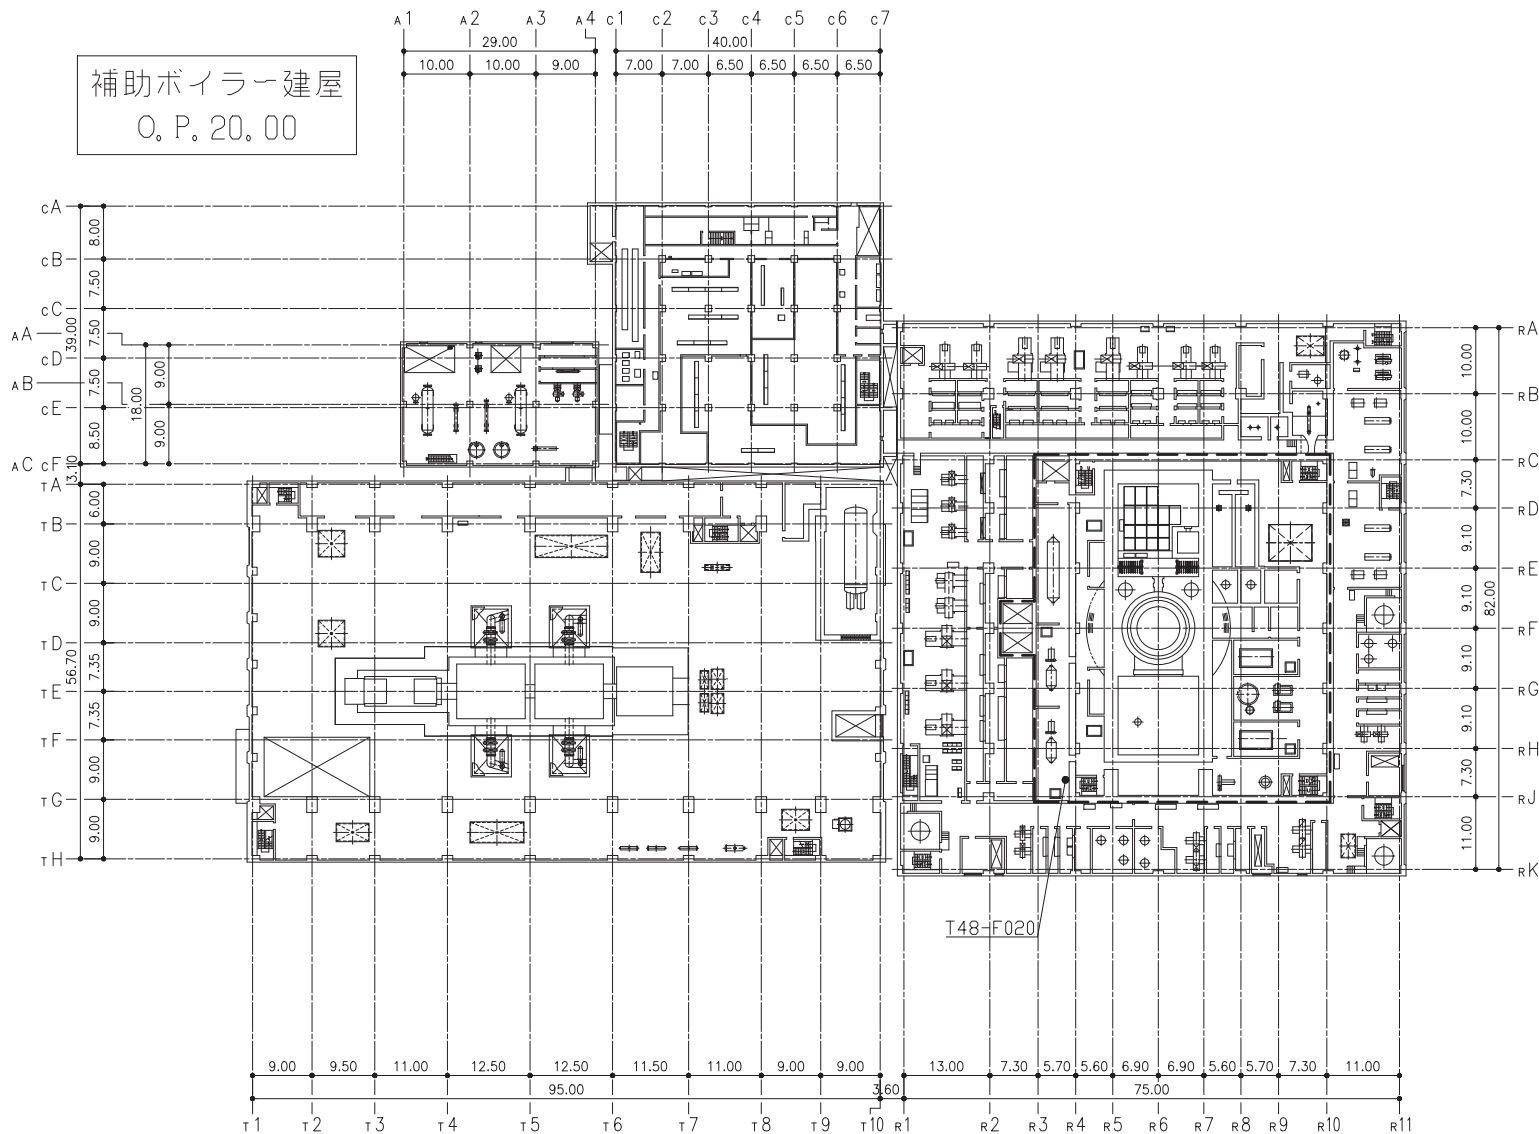 A1 A2 A3 A4 C1 C2 C3 C4 C5 C6 C7
29.00 40.00
10.00 10.00 9.00 7.00 7.00 6.50 6.50 6.50 6.50
補助ボイラー建屋
O.P.20.00
CA
8.00
CB
7.50
CC
39.00
7.50
AA
CD
7.50
AB
CE
8.50
AC CF
18.00
9.00
9.00
3.10
TA
6.00
TB
9.00
TC
9.00
TD
56.70
7.35
TE
7.35
TF
9.00
TG
9.00
TH
RA
10.00
RB
10.00
RC
7.30
RD
9.10
RE
9.10
82.00
RF
9.10
RG
9.10
RH
7.30
RJ
11.00
RK
T48-F020
9.00 9.50 11.00 12.50 12.50 11.50 11.00 9.00 9.00 13.00 7.30 5.70 5.60 6.90 6.90 5.60 5.70 7.30 11.00
95.00 3.60 75.00
T1 T2 T3 T4 T5 T6 T7 T8 T9 T10 R1 R2 R3 R4 R5 R6 R7 R8 R9 R10 R11